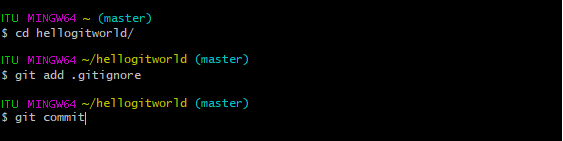 ITU MINGW64 ~ (master)
$ cd hellogitworld/
ITU MINGW64 ~/hellogitworld (master)
$ git add .gitignore
ITU MINGW64 ~/hellogitworld (master)
$ git commit